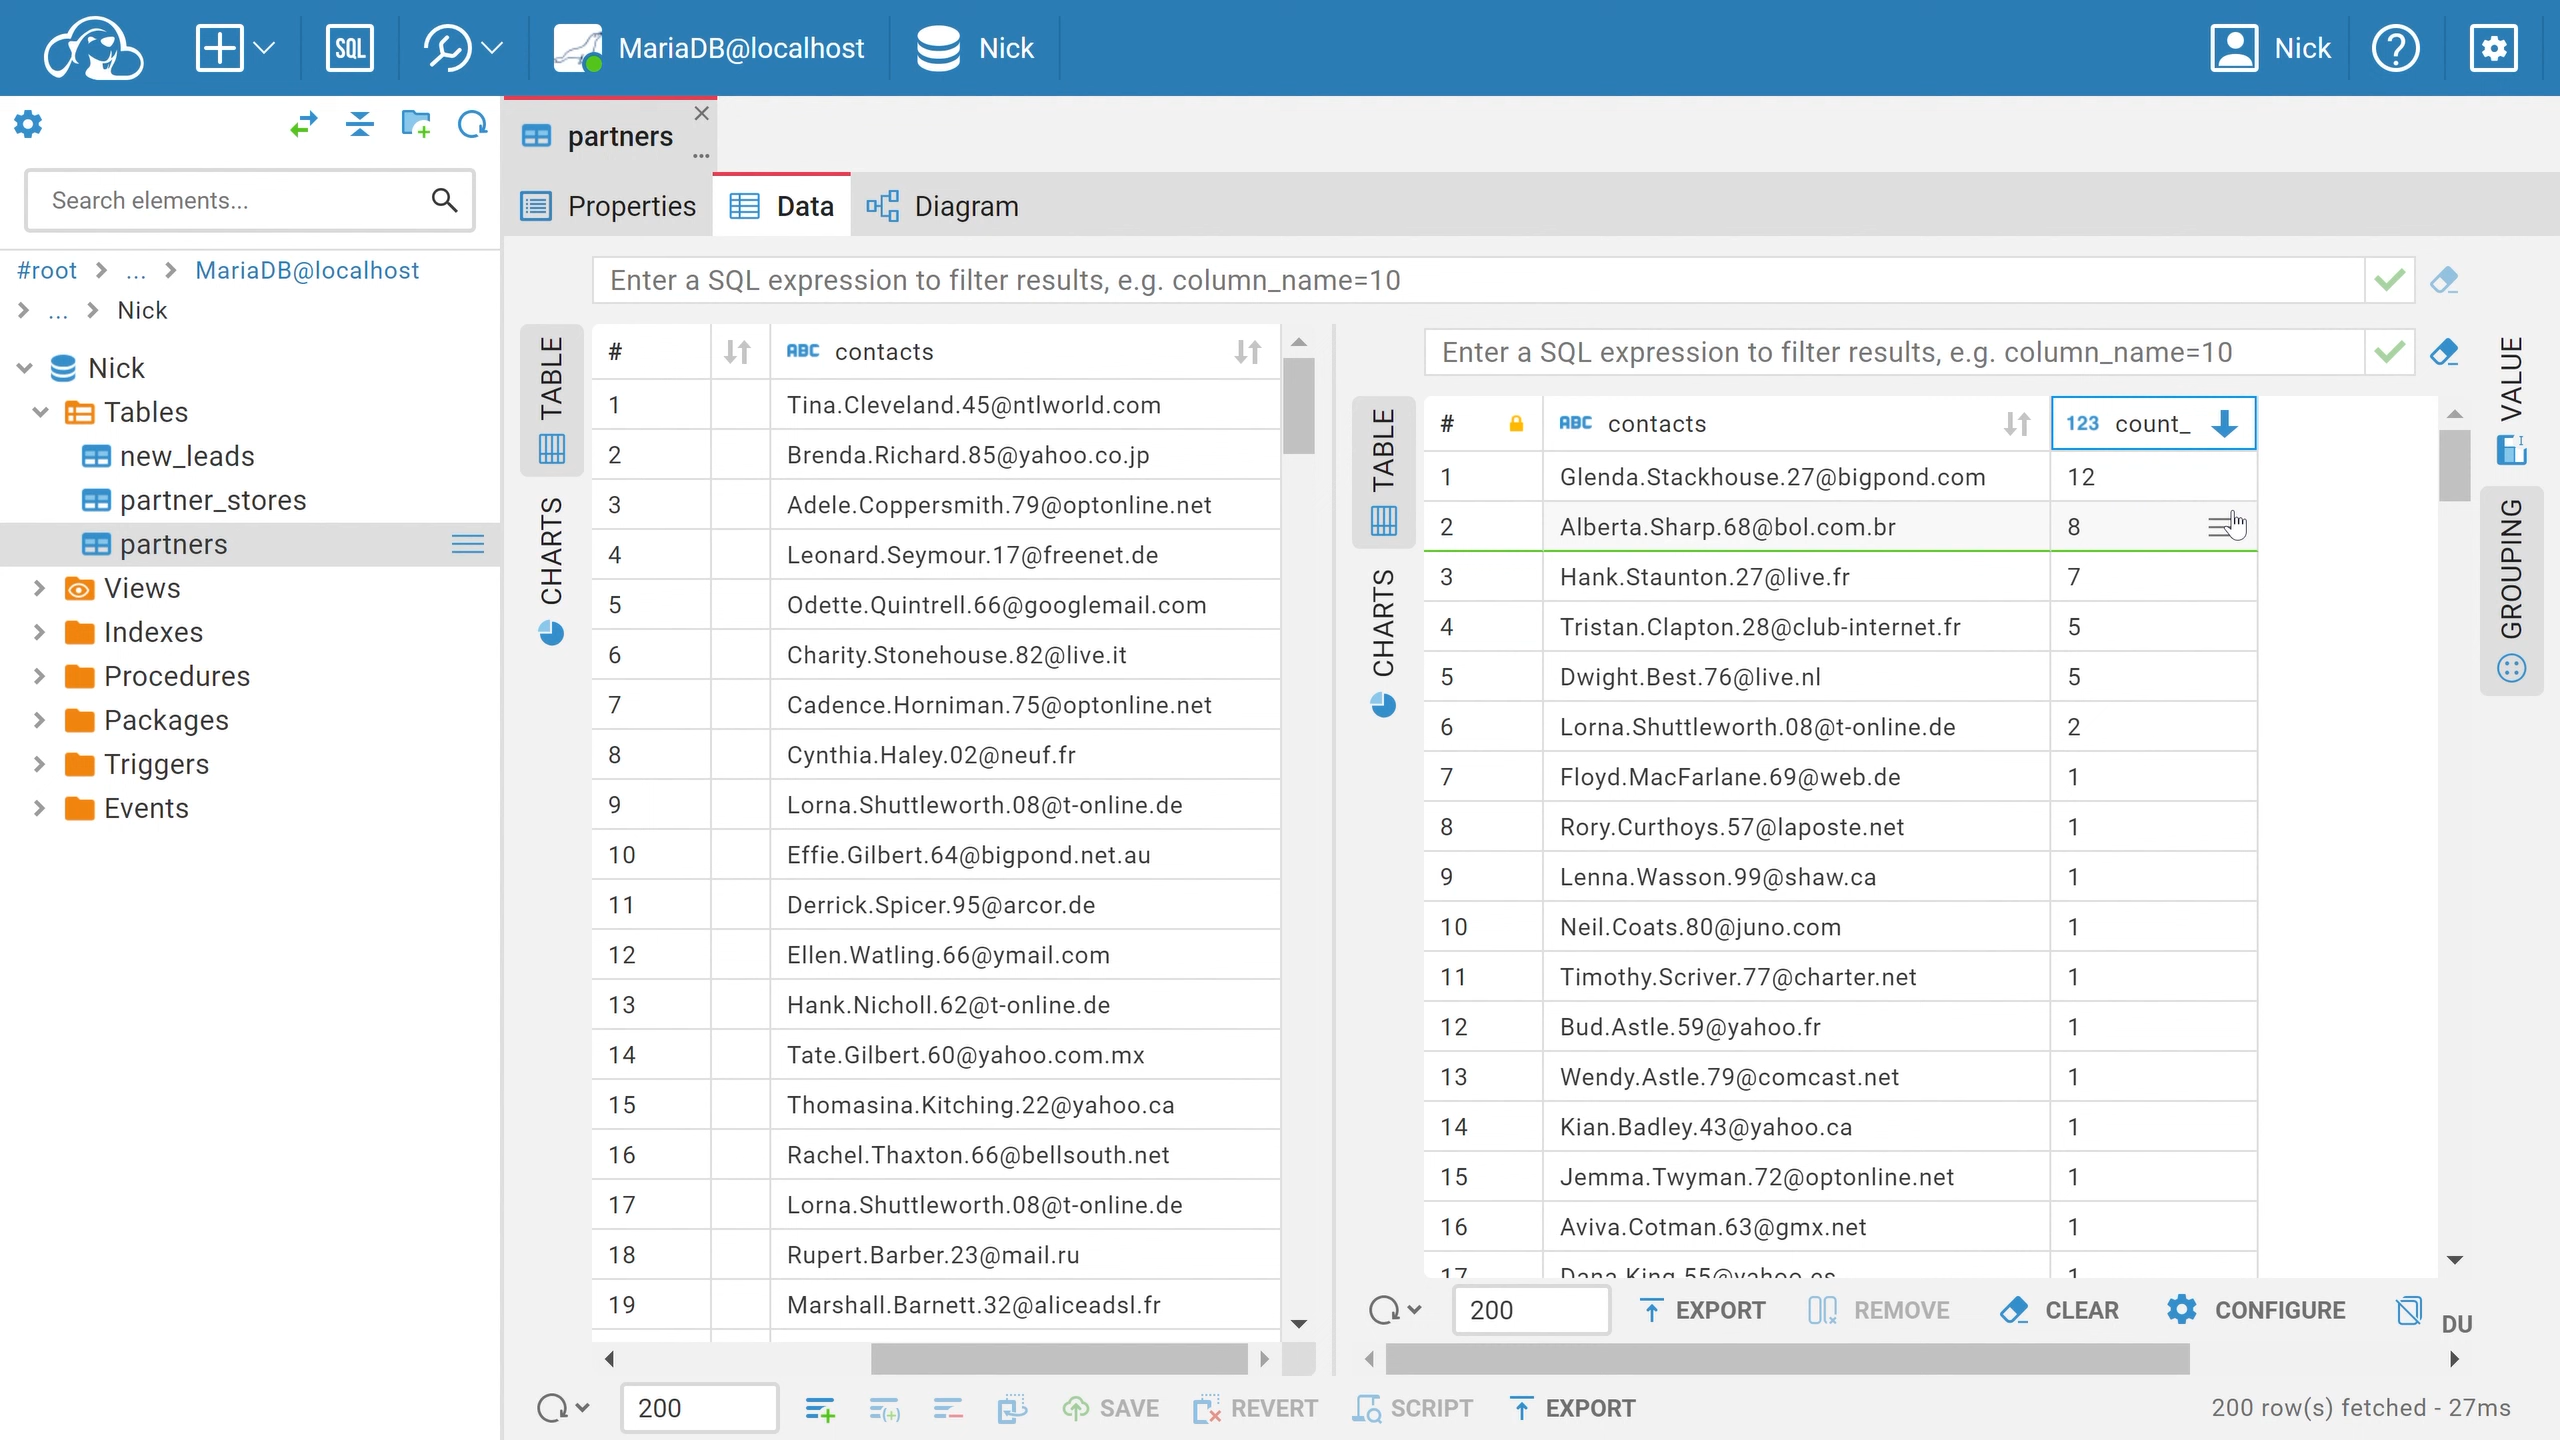 SQL
MariaDB@localhost
Nick
Nick
Search elements...
#root > ... > MariaDB@localhost
> ... > Nick
Nick
Tables
new_leads
partner_stores
partners
Views
Indexes
Procedures
Packages
Triggers
Events
partners
Properties
Data
Diagram
Enter a SQL expression to filter results, e.g. column_name=10
TABLE
CHARTS
# ABC contacts
1 Tina.Cleveland.45@ntlworld.com
2 Brenda.Richard.85@yahoo.co.jp
3 Adele.Coppersmith.79@optonline.net
4 Leonard.Seymour.17@freenet.de
5 Odette.Quintrell.66@googlemail.com
6 Charity.Stonehouse.82@live.it
7 Cadence.Horniman.75@optonline.net
8 Cynthia.Haley.02@neuf.fr
9 Lorna.Shuttleworth.08@t-online.de
10 Effie.Gilbert.64@bigpond.net.au
11 Derrick.Spicer.95@arcor.de
12 Ellen.Watling.66@ymail.com
13 Hank.Nicholl.62@t-online.de
14 Tate.Gilbert.60@yahoo.com.mx
15 Thomasina.Kitching.22@yahoo.ca
16 Rachel.Thaxton.66@bellsouth.net
17 Lorna.Shuttleworth.08@t-online.de
18 Rupert.Barber.23@mail.ru
19 Marshall.Barnett.32@aliceadsl.fr
Enter a SQL expression to filter results, e.g. column_name=10
TABLE
CHARTS
# ABC contacts 123 count_
1 Glenda.Stackhouse.27@bigpond.com 12
2 Alberta.Sharp.68@bol.com.br 8
3 Hank.Staunton.27@live.fr 7
4 Tristan.Clapton.28@club-internet.fr 5
5 Dwight.Best.76@live.nl 5
6 Lorna.Shuttleworth.08@t-online.de 2
7 Floyd.MacFarlane.69@web.de 1
8 Rory.Curthoys.57@laposte.net 1
9 Lenna.Wasson.99@shaw.ca 1
10 Neil.Coats.80@juno.com 1
11 Timothy.Scriver.77@charter.net 1
12 Bud.Astle.59@yahoo.fr 1
13 Wendy.Astle.79@comcast.net 1
14 Kian.Badley.43@yahoo.ca 1
15 Jemma.Twyman.72@optonline.net 1
16 Aviva.Cotman.63@gmx.net 1
17 Dana.King.55@yahoo.es 1
VALUE
GROUPING
200 EXPORT REMOVE CLEAR CONFIGURE DU
200 SAVE REVERT SCRIPT EXPORT
200 row(s) fetched - 27ms